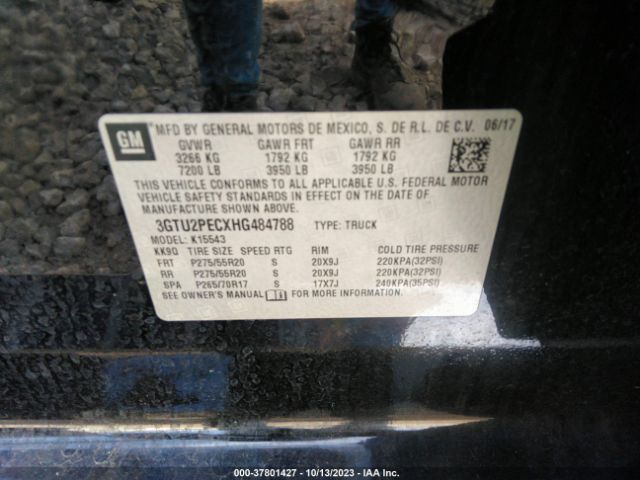 GM MFD BY GENERAL MOTORS DE MEXICO, S. DE R.L. DE C.V. 06/17
GVWR GAWR FRT GAWR RR
3266 KG 1792 KG 1792 KG
7200 LB 3950 LB 3950 LB
THIS VEHICLE CONFORMS TO ALL APPLICABLE U.S. FEDERAL MOTOR
VEHICLE SAFETY STANDARDS IN EFFECT ON THE DATE OF
MANUFACTURE SHOWN ABOVE.
3GTU2PECXHG484788 TYPE: TRUCK
MODEL: K15543
KK9Q TIRE SIZE SPEED RTG RIM COLD TIRE PRESSURE
FRT P275/55R20 S 20X9J 220KPA(32PSI)
RR P275/55R20 S 20X9J 220KPA(32PSI)
SPA P265/70R17 S 17X7J 240KPA(35PSI)
SEE OWNER'S MANUAL FOR MORE INFORMATION.
000-37801427 - 10/13/2023 - IAA Inc.